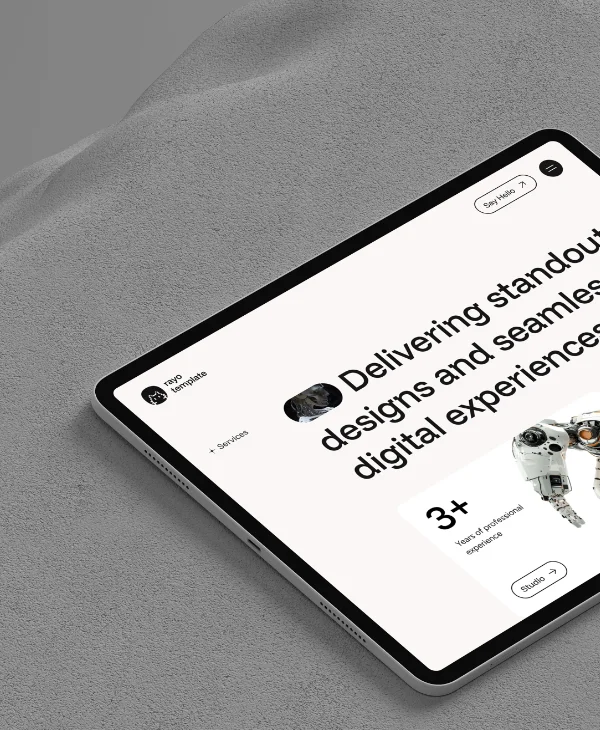 Say Hello
rayo
template
Delivering standout
designs and seamles
digital experiences
+ Services
3+
Years of professional
experience
Studio